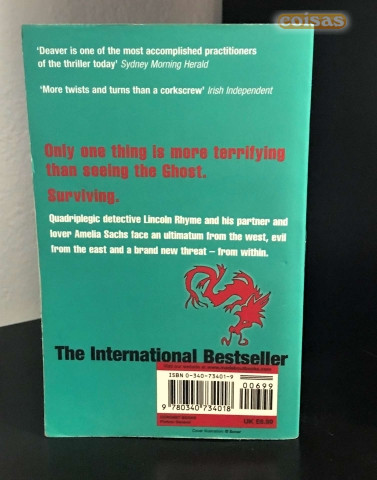 coisas
'Deaver is one of the most accomplished practitioners
of the thriller today' Sydney Morning Herald
'More twists and turns than a corkscrew' Irish Independent
Only one thing is more terrifying
than seeing the Ghost.
Surviving.
Quadriplegic detective Lincoln Rhyme and his partner and
lover Amelia Sachs face an ultimatum from the west, evil
from the east and a brand new threat – from within.
The International Bestseller
ISBN 0-340-73401-9
00699
9 780340 734018
UK £6.99